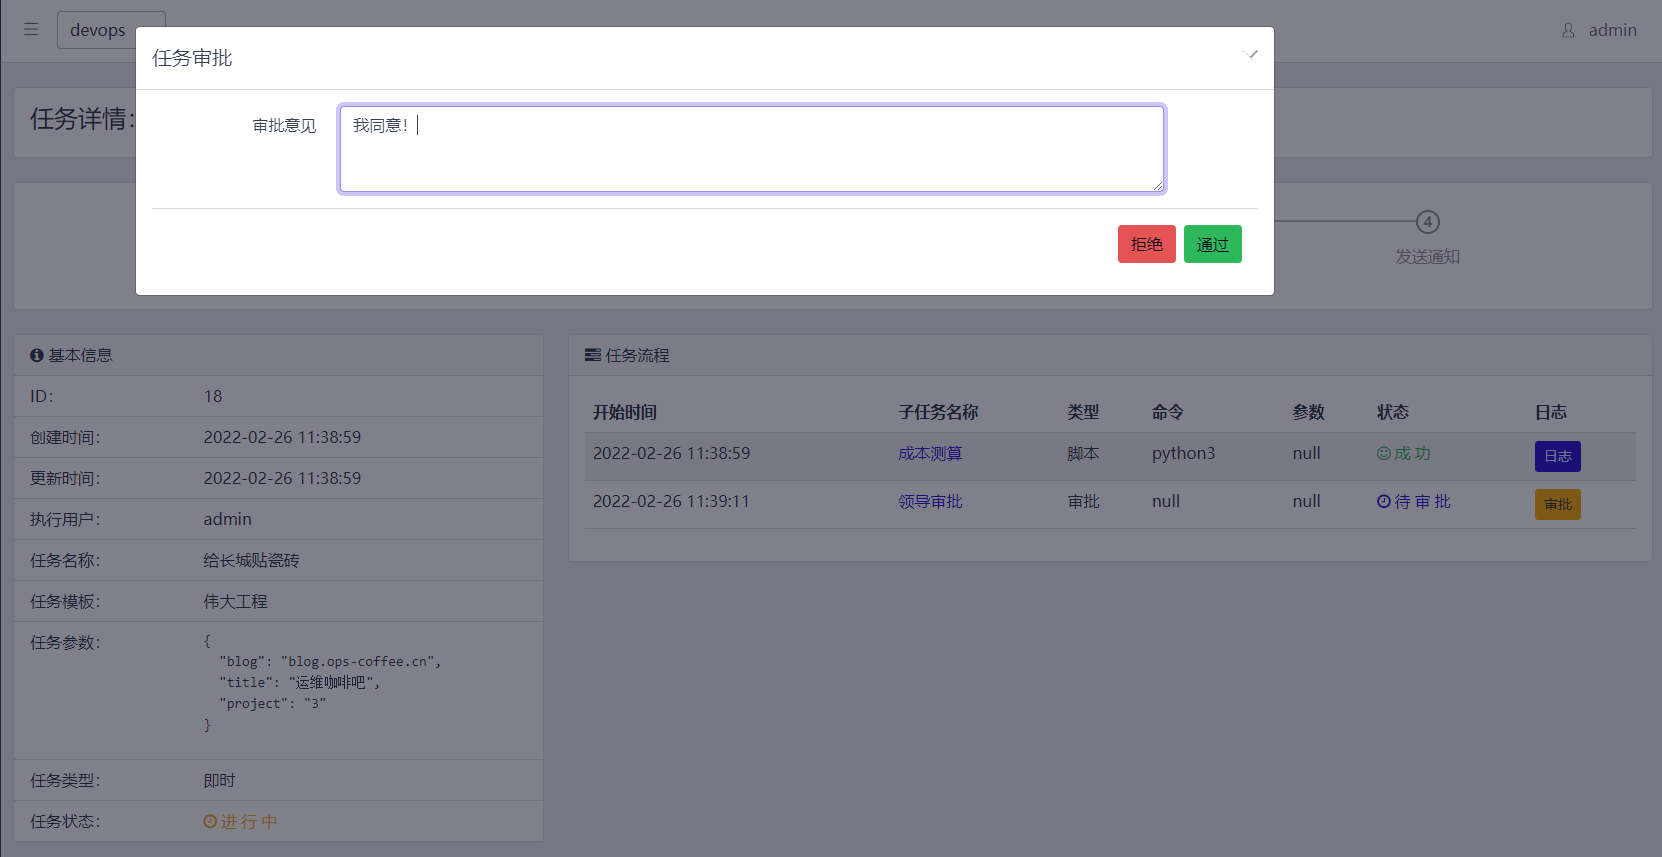 devops
admin
任务审批
任务详情:
审批意见
我同意!
拒绝 通过
4
发送通知
基本信息
ID:
18
创建时间:
2022-02-26 11:38:59
更新时间:
2022-02-26 11:38:59
执行用户:
admin
任务名称:
给长城贴瓷砖
任务模板:
伟大工程
任务参数:
{
"blog": "blog.ops-coffee.cn",
"title": "运维咖啡吧",
"project": "3"
}
任务类型:
即时
任务状态:
进行中
任务流程
开始时间 子任务名称 类型 命令 参数 状态 日志
2022-02-26 11:38:59 成本测算 脚本 python3 null 成功 日志
2022-02-26 11:39:11 领导审批 审批 null null 待审批 审批